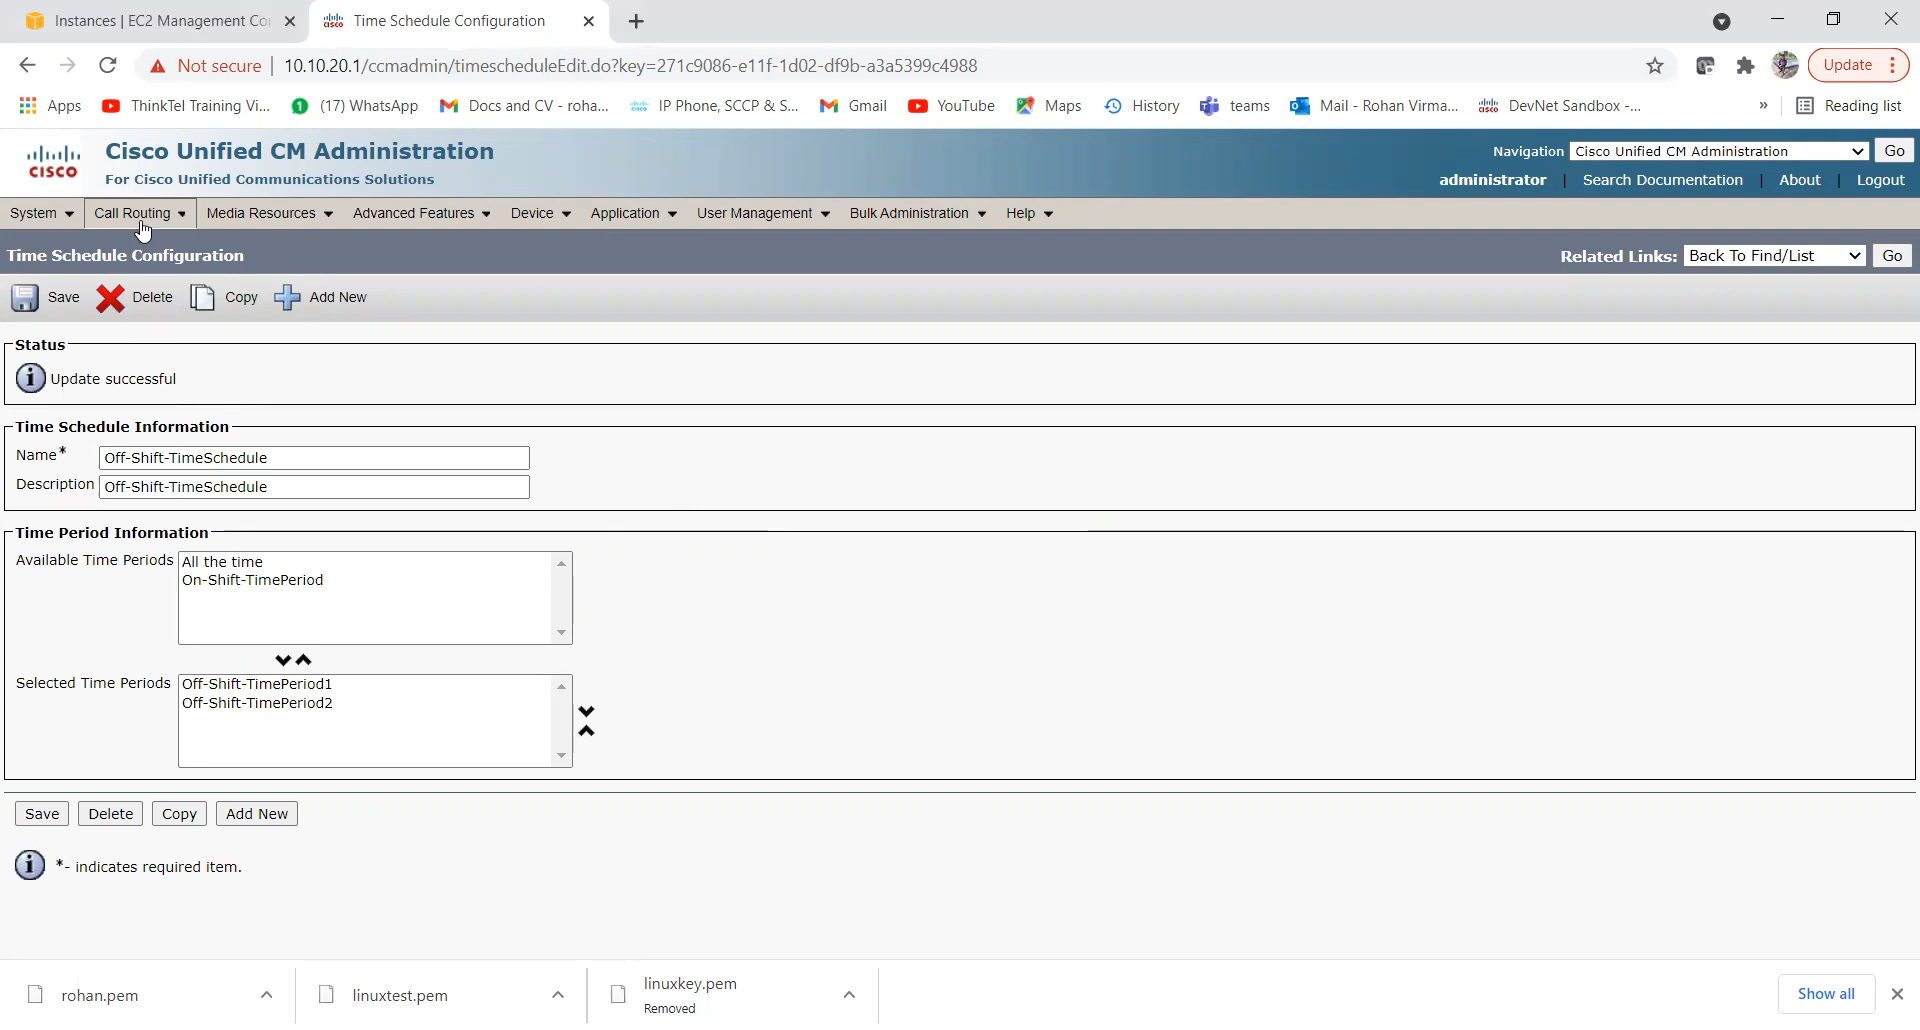 Instances | EC2 Management Co
Time Schedule Configuration
Not secure
10.10.20.1/ccmadmin/timescheduleEdit.do?key=271c9086-e11f-1d02-df9b-a3a5399c4988
Update
Apps
ThinkTel Training Vi...
(17) WhatsApp
Docs and CV - roha...
IP Phone, SCCP & S...
Gmail
YouTube
Maps
History
teams
Mail - Rohan Virma...
DevNet Sandbox -...
»
Reading list
CISCO
Cisco Unified CM Administration
For Cisco Unified Communications Solutions
Navigation Cisco Unified CM Administration Go
administrator | Search Documentation | About | Logout
System Call Routing Media Resources Advanced Features Device Application User Management Bulk Administration Help
Time Schedule Configuration
Related Links: Back To Find/List Go
Save Delete Copy Add New
Status
Update successful
Time Schedule Information
Name* Off-Shift-TimeSchedule
Description Off-Shift-TimeSchedule
Time Period Information
Available Time Periods All the time
On-Shift-TimePeriod
Selected Time Periods Off-Shift-TimePeriod1
Off-Shift-TimePeriod2
Save Delete Copy Add New
*- indicates required item.
rohan.pem
linuxtest.pem
linuxkey.pem
Removed
Show all